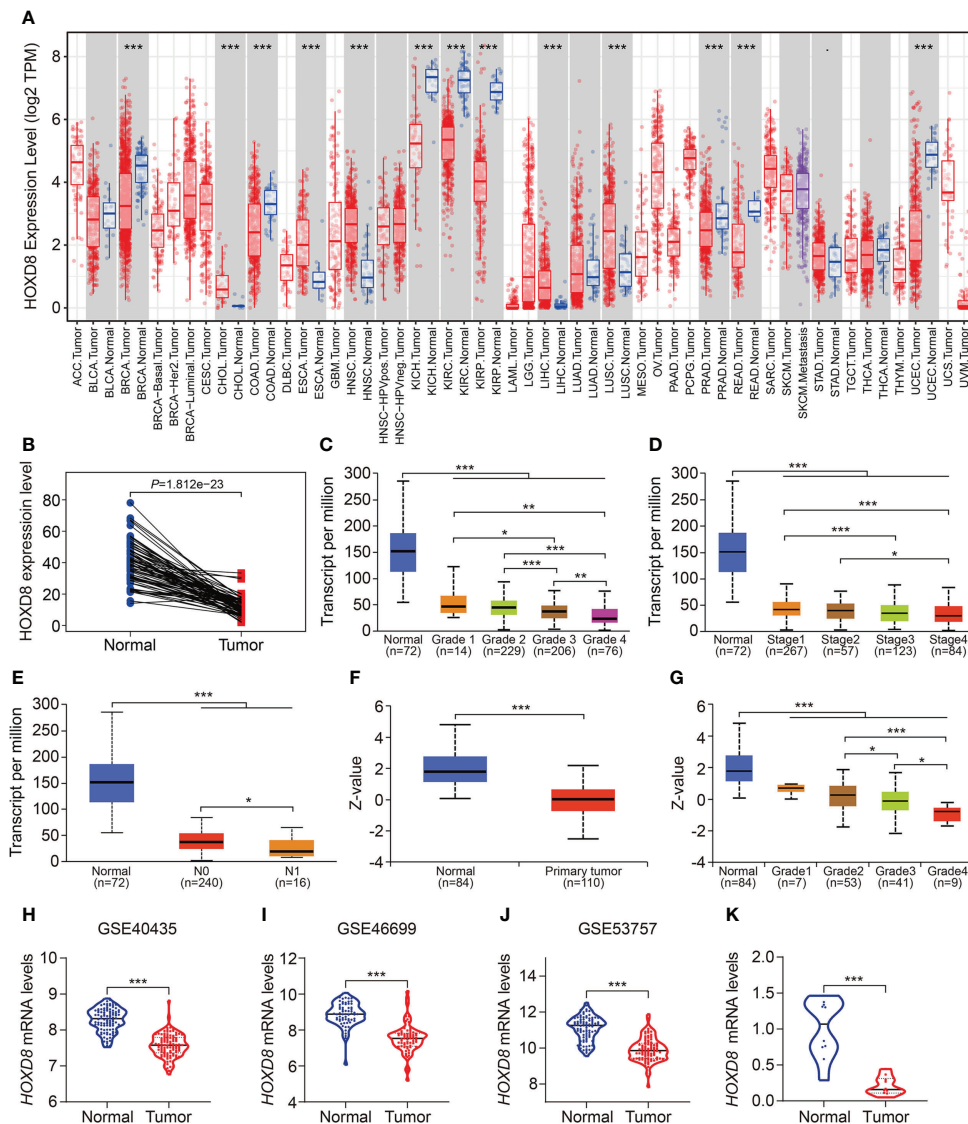 A
HOXD8 Expression Level (log2 TPM)
*** *** *** *** *** *** *** *** *** *** *** *** . ***
8
6
4
2
0
ACC.Tumor
BLCA.Tumor
BLCA.Normal
BRCA.Tumor
BRCA.Normal
BRCA-Basal.Tumor
BRCA-Her2.Tumor
BRCA-Luminal.Tumor
CESC.Tumor
CHOL.Tumor
CHOL.Normal
COAD.Tumor
COAD.Normal
DLBC.Tumor
ESCA.Tumor
ESCA.Normal
GBM.Tumor
HNSC.Tumor
HNSC.Normal
HNSC-HPVpos.Tumor
HNSC-HPVneg.Tumor
KICH.Tumor
KICH.Normal
KIRC.Tumor
KIRC.Normal
KIRP.Tumor
KIRP.Normal
LAML.Tumor
LGG.Tumor
LIHC.Tumor
LIHC.Normal
LUAD.Tumor
LUAD.Normal
LUSC.Tumor
LUSC.Normal
MESO.Tumor
OV.Tumor
PAAD.Tumor
PCPG.Tumor
PRAD.Tumor
PRAD.Normal
READ.Tumor
READ.Normal
SARC.Tumor
SKCM.Tumor
SKCM.Metastasis
STAD.Tumor
STAD.Normal
TGCT.Tumor
THCA.Tumor
THCA.Normal
THYM.Tumor
UCEC.Tumor
UCEC.Normal
UCS.Tumor
UVM.Tumor
B
HOXD8 expressioin level
P=1.812e−23
80
60
40
20
0
Normal Tumor
C
Transcript per million
300
250
200
150
100
50
0
***
**
*
***
***
**
Normal Grade 1 Grade 2 Grade 3 Grade 4
(n=72) (n=14) (n=229) (n=206) (n=76)
D
Transcript per million
300
250
200
150
100
50
0
***
***
***
*
Normal Stage1 Stage2 Stage3 Stage4
(n=72) (n=267) (n=57) (n=123) (n=84)
E
Transcript per million
300
250
200
150
100
50
0
***
*
Normal N0 N1
(n=72) (n=240) (n=16)
F
Z-value
6
4
2
0
-2
-4
***
Normal Primary tumor
(n=84) (n=110)
G
Z-value
6
4
2
0
-2
-4
***
***
*
*
Normal Grade1 Grade2 Grade3 Grade4
(n=84) (n=7) (n=53) (n=41) (n=9)
H
GSE40435
HOXD8 mRNA levels
10
9
8
7
6
***
Normal Tumor
I
GSE46699
HOXD8 mRNA levels
12
10
8
6
4
***
Normal Tumor
J
GSE53757
HOXD8 mRNA levels
14
12
10
***
Normal Tumor
K
HOXD8 mRNA levels
2.0
1.5
1.0
0.5
0.0
***
Normal Tumor